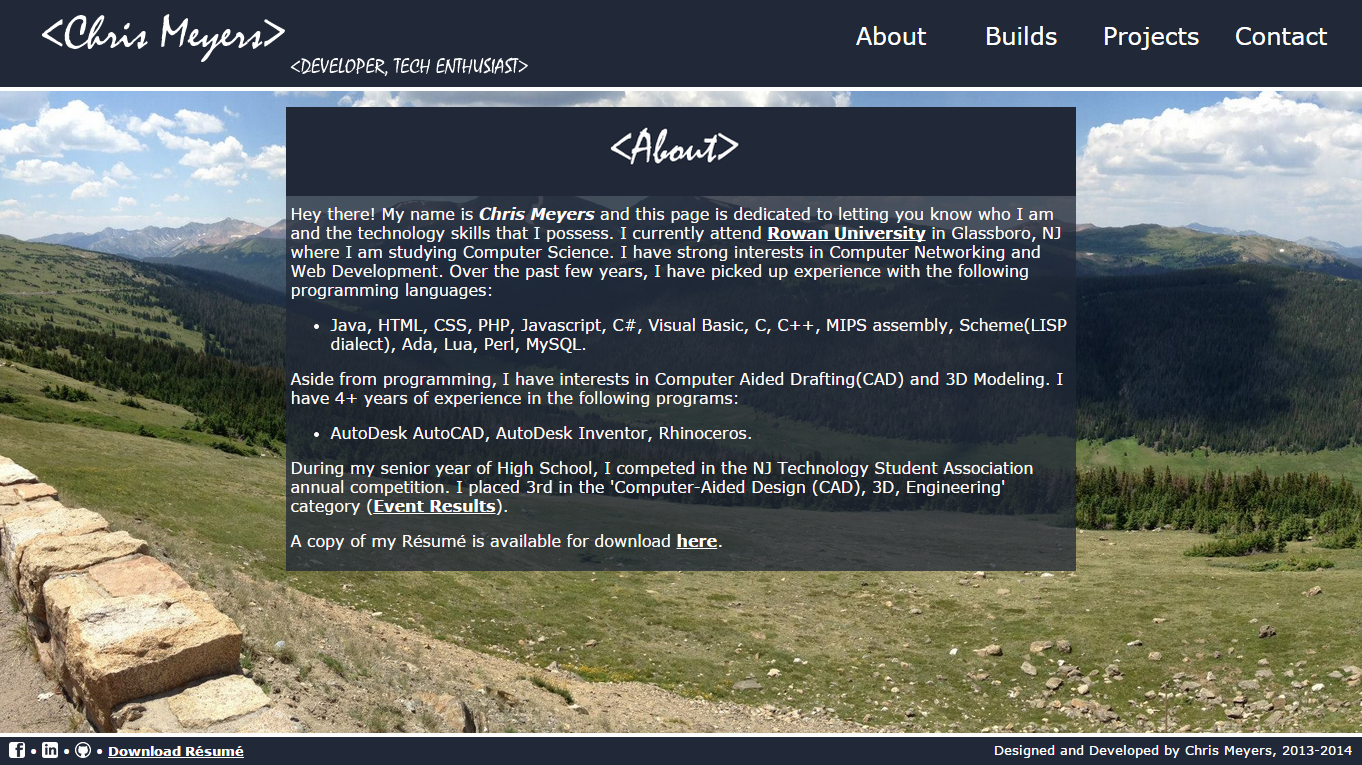 <Chris Meyers>
<DEVELOPER, TECH ENTHUSIAST>
About Builds Projects Contact
<About>
Hey there! My name is Chris Meyers and this page is dedicated to letting you know who I am
and the technology skills that I possess. I currently attend Rowan University in Glassboro, NJ
where I am studying Computer Science. I have strong interests in Computer Networking and
Web Development. Over the past few years, I have picked up experience with the following
programming languages:
• Java, HTML, CSS, PHP, Javascript, C#, Visual Basic, C, C++, MIPS assembly, Scheme(LISP
dialect), Ada, Lua, Perl, MySQL.
Aside from programming, I have interests in Computer Aided Drafting(CAD) and 3D Modeling. I
have 4+ years of experience in the following programs:
• AutoDesk AutoCAD, AutoDesk Inventor, Rhinoceros.
During my senior year of High School, I competed in the NJ Technology Student Association
annual competition. I placed 3rd in the 'Computer-Aided Design (CAD), 3D, Engineering'
category (Event Results).
A copy of my Résumé is available for download here.
• • • Download Résumé
Designed and Developed by Chris Meyers, 2013-2014